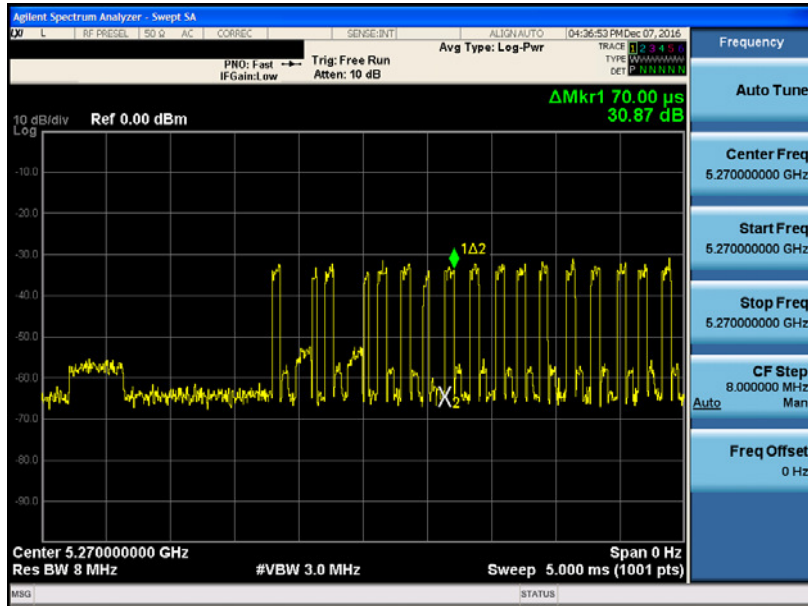 Agilent Spectrum Analyzer - Swept SA
LXI L RF PRESEL 50 Ω AC CORREC SENSE:INT ALIGN AUTO 04:36:53 PM Dec 07, 2016
Frequency
PNO: Fast Trig: Free Run Avg Type: Log-Pwr TRACE 1 2 3 4 5 6
IFGain:Low Atten: 10 dB TYPE W
DET P N N N N N
Auto Tune
ΔMkr1 70.00 µs
30.87 dB
10 dB/div Ref 0.00 dBm
Log
-10.0
-20.0
-30.0
-40.0
-50.0
-60.0
-70.0
-80.0
-90.0
1Δ2
X2
Center Freq
5.270000000 GHz
Start Freq
5.270000000 GHz
Stop Freq
5.270000000 GHz
CF Step
8.000000 MHz
Auto Man
Freq Offset
0 Hz
Center 5.270000000 GHz Span 0 Hz
Res BW 8 MHz #VBW 3.0 MHz Sweep 5.000 ms (1001 pts)
MSG STATUS